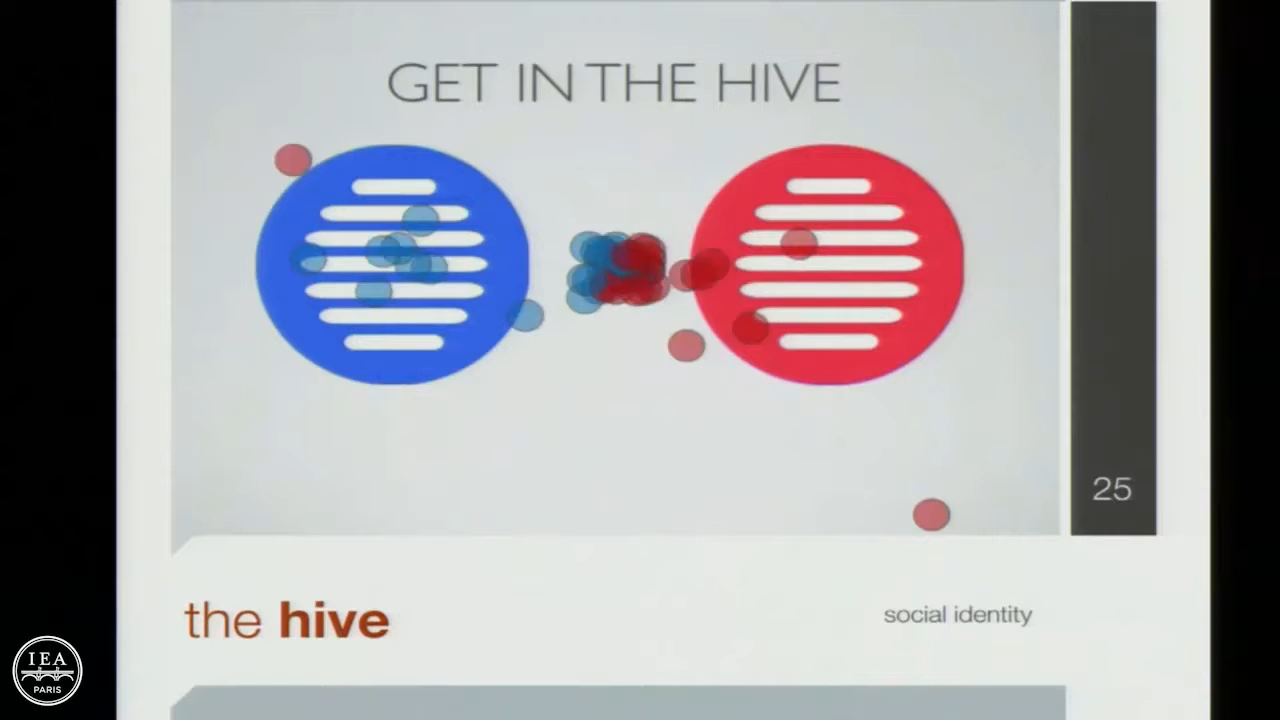 GET IN THE HIVE
25
the hive
social identity
IEA
PARIS